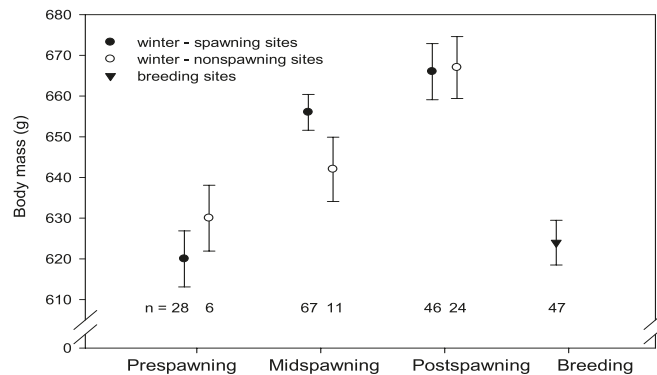 680
670
660
650
640
630
620
610
0
Body mass (g)
winter - spawning sites
winter - nonspawning sites
breeding sites
n = 28 6 67 11 46 24 47
Prespawning Midspawning Postspawning Breeding